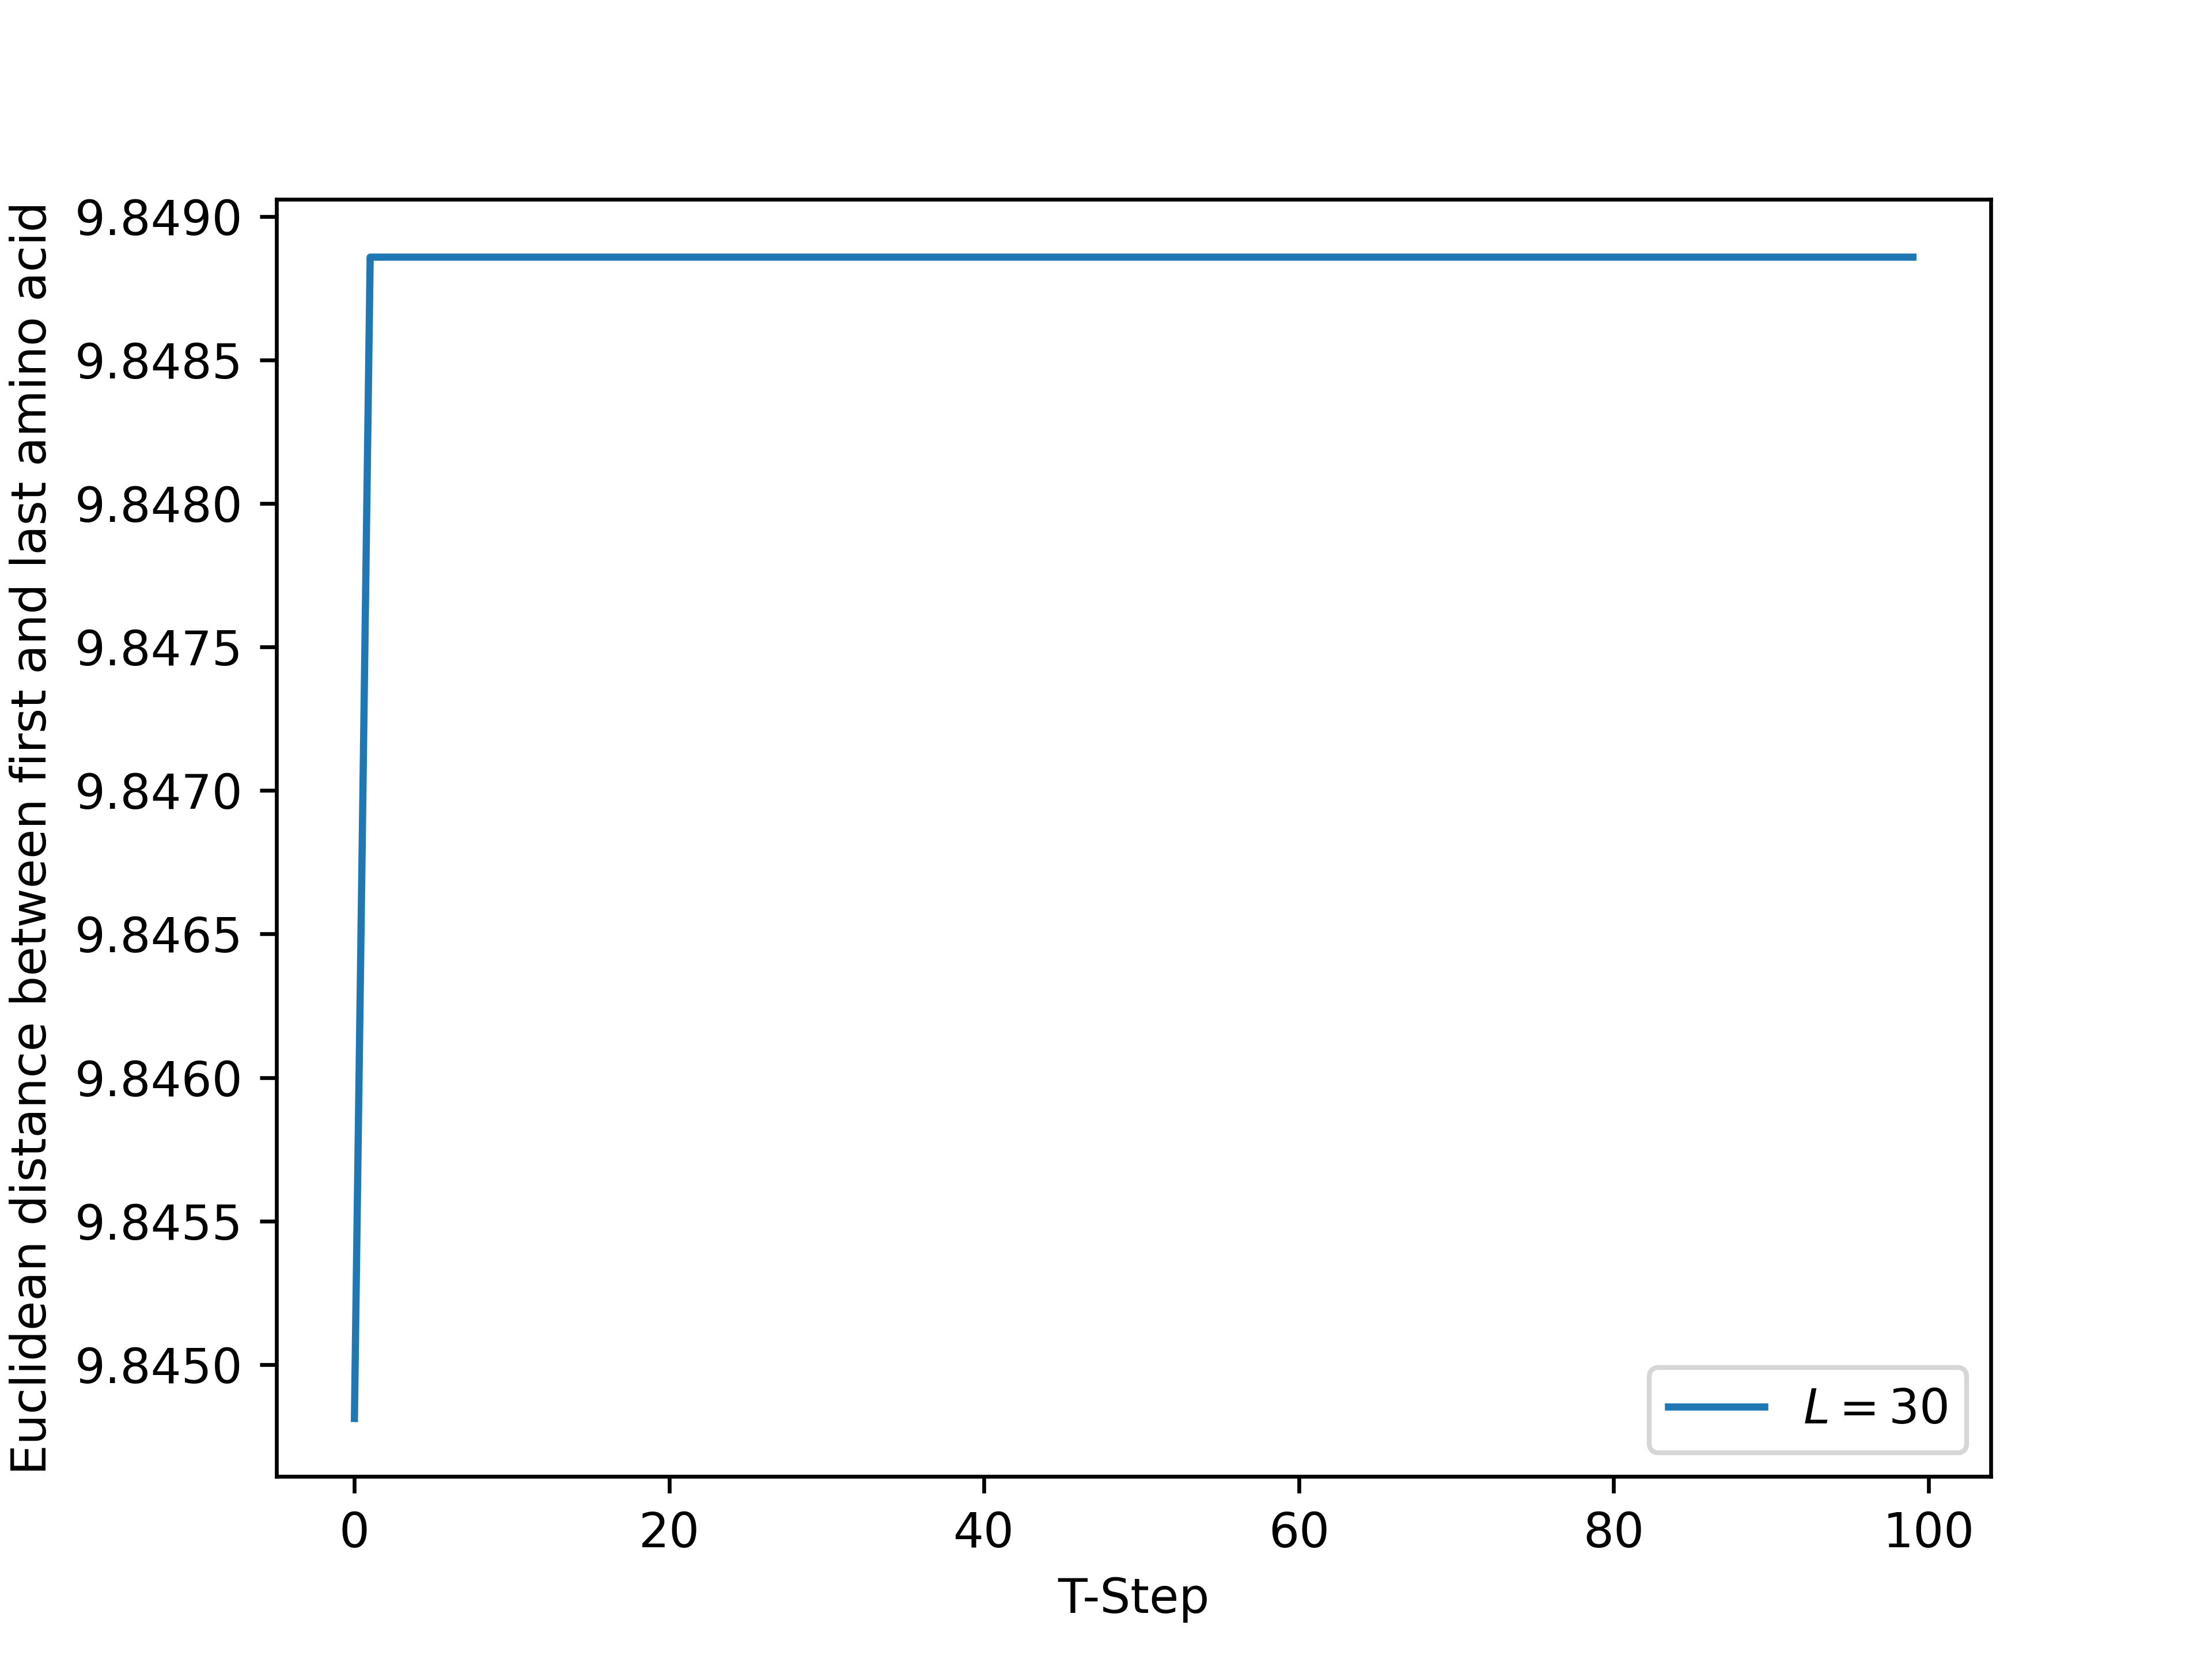 Euclidean distance between first and last amino acid
9.8490
9.8485
9.8480
9.8475
9.8470
9.8465
9.8460
9.8455
9.8450
L = 30
0 20 40 60 80 100
T-Step